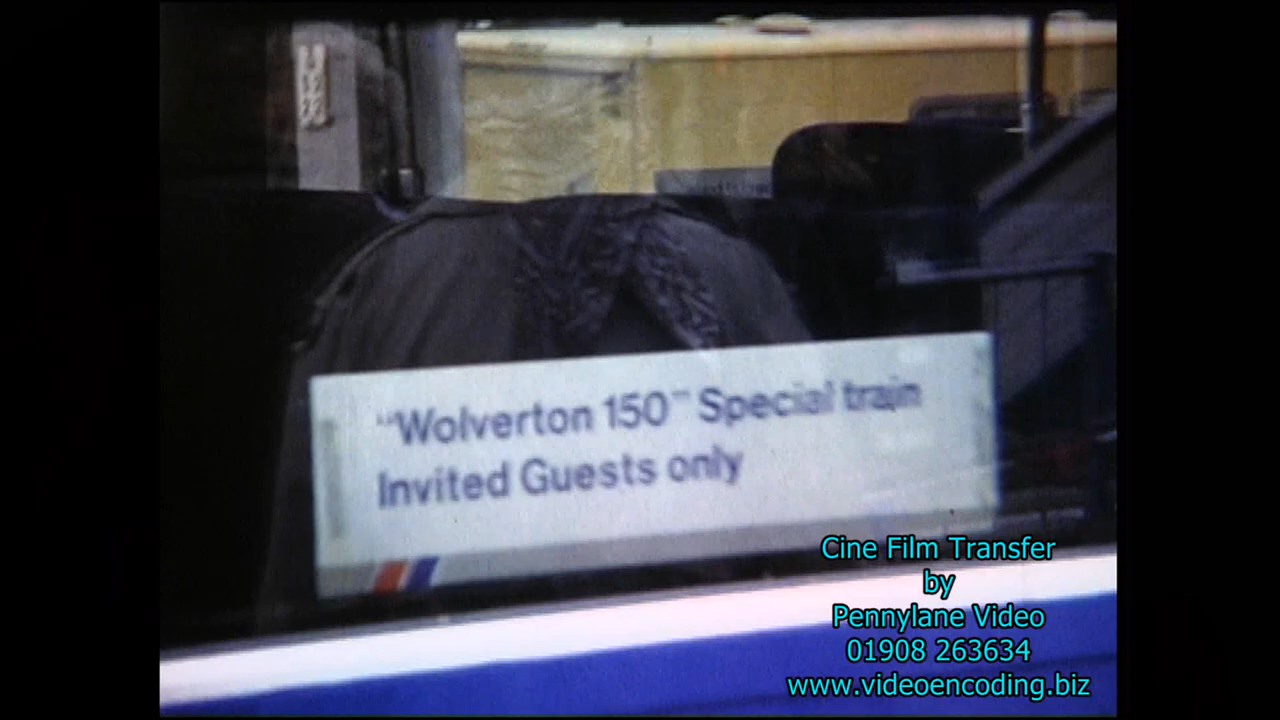 "Wolverton 150" Special train
Invited Guests only
Cine Film Transfer
by
Pennylane Video
01908 263634
www.videoencoding.biz